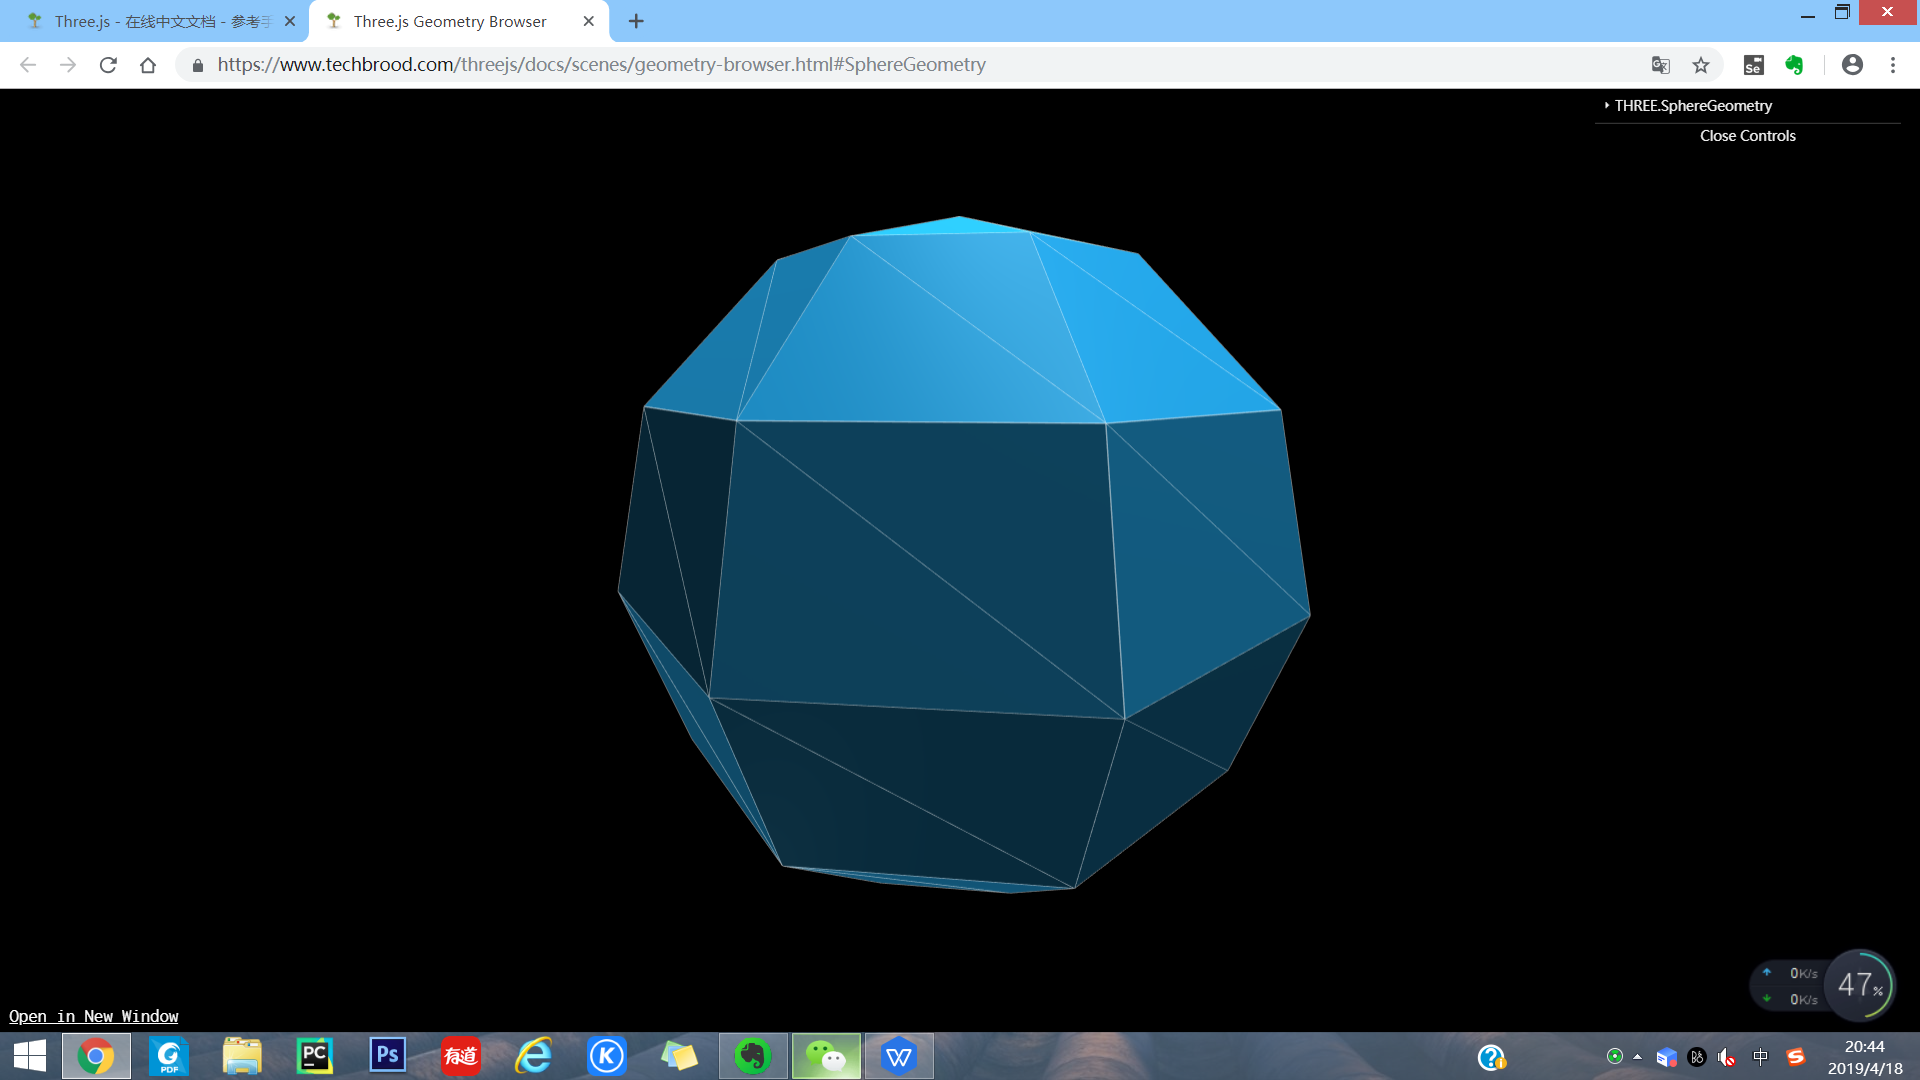 Three.js - 在线中文文档 - 参考手
Three.js Geometry Browser
https://www.techbrood.com/threejs/docs/scenes/geometry-browser.html#SphereGeometry
Se
THREE.SphereGeometry
Close Controls
0K/s
0K/s
47%
Open in New Window
PDF
PC
Ps
有道
K
W
中
S
20:44
2019/4/18